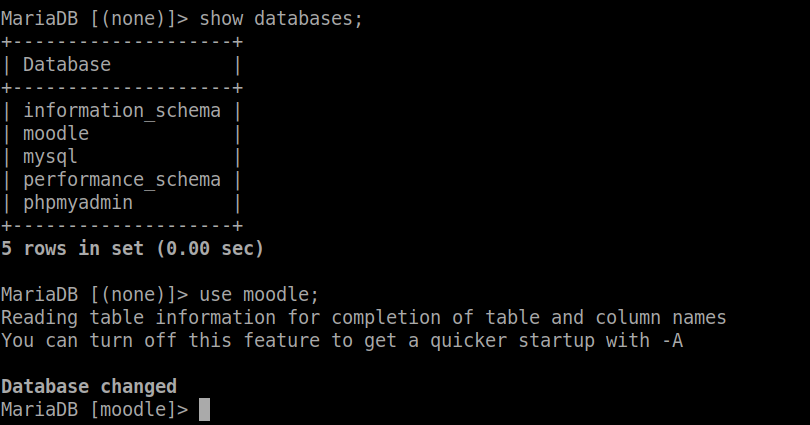 MariaDB [(none)]> show databases;
+--------------------+
| Database           |
+--------------------+
| information_schema |
| moodle             |
| mysql              |
| performance_schema |
| phpmyadmin         |
+--------------------+
5 rows in set (0.00 sec)

MariaDB [(none)]> use moodle;
Reading table information for completion of table and column names
You can turn off this feature to get a quicker startup with -A

Database changed
MariaDB [moodle]>